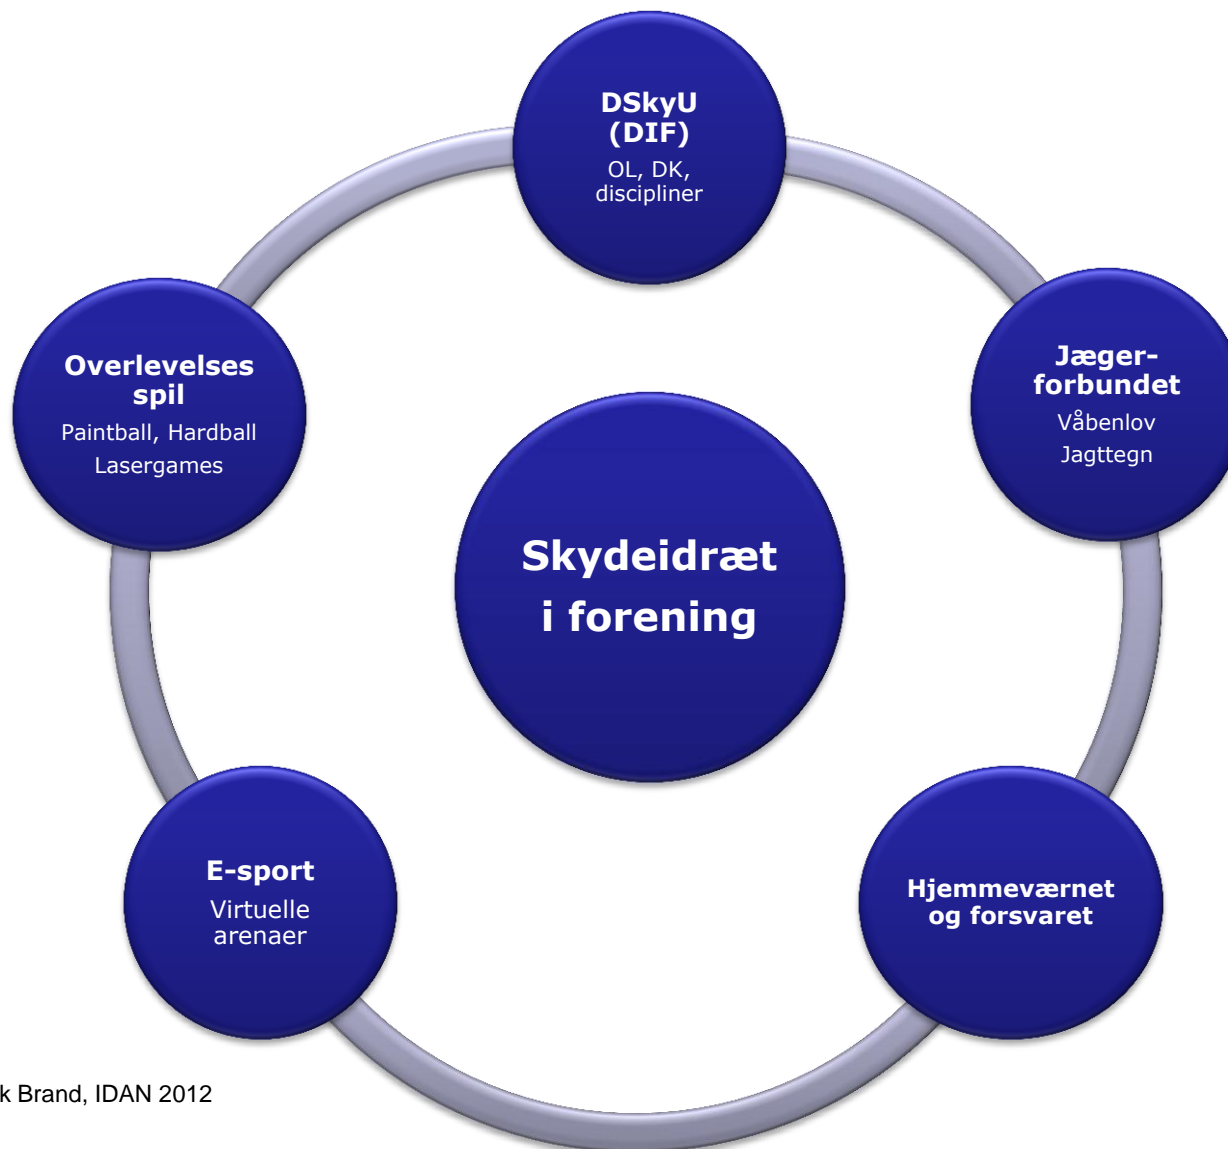 DSkyU
(DIF)
OL, DK,
discipliner
Overlevelses
spil
Paintball, Hardball
Lasergames
Jæger-
forbundet
Våbenlov
Jagttegn
Skydeidræt
i forening
E-sport
Virtuelle
arenaer
Hjemmeværnet
og forsvaret
k Brand, IDAN 2012